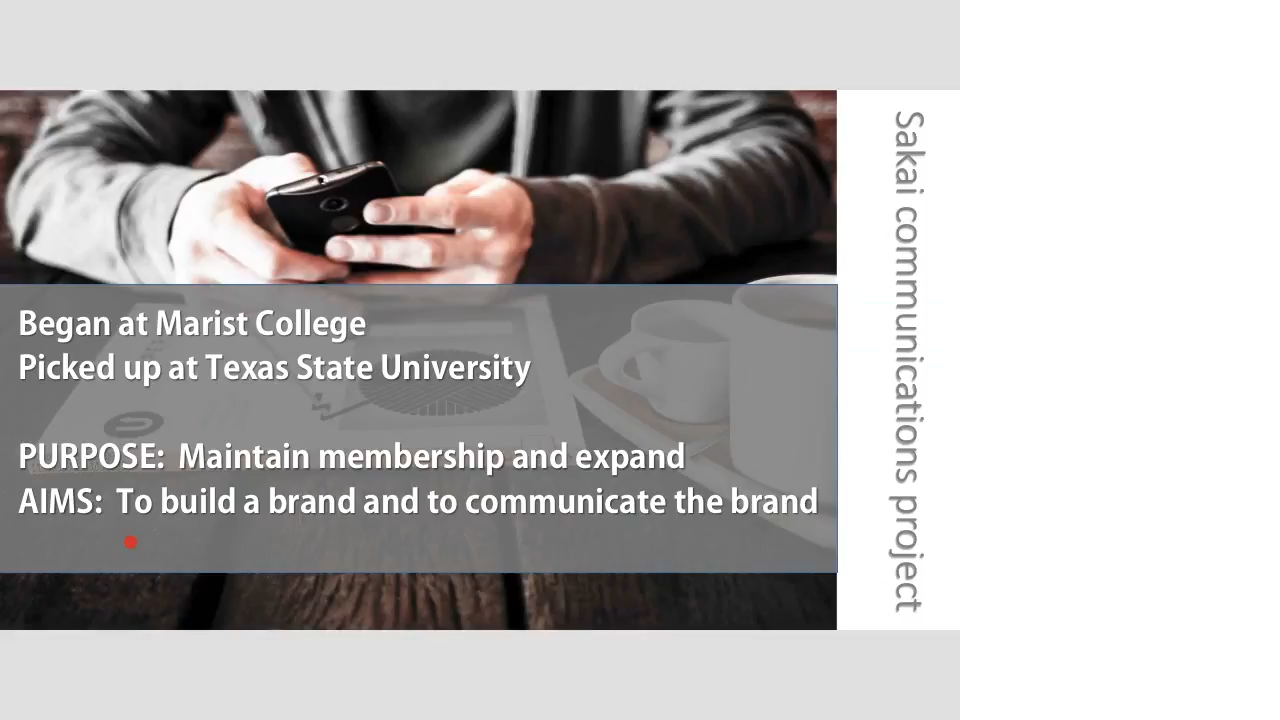 Began at Marist College
Picked up at Texas State University
PURPOSE: Maintain membership and expand
AIMS: To build a brand and to communicate the brand
Sakai communications project